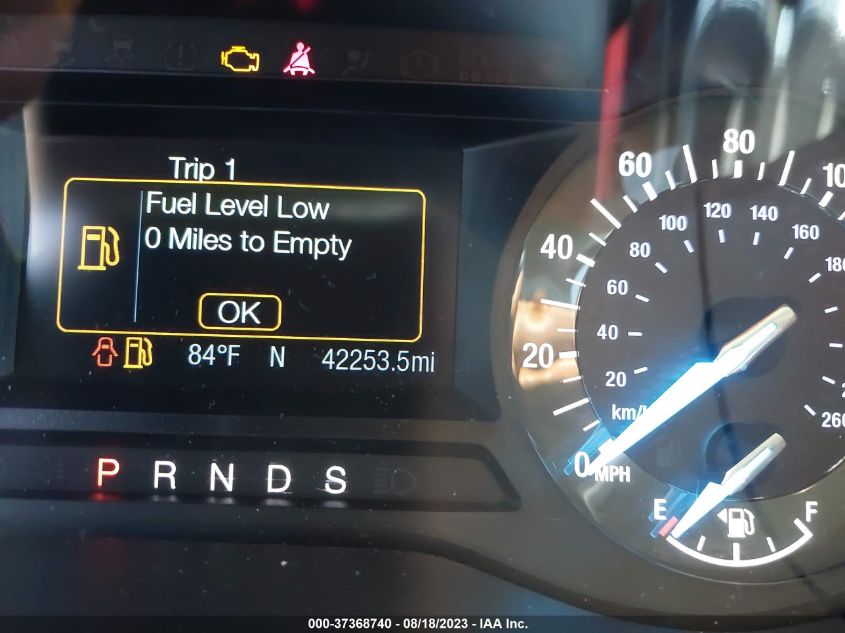 Trip 1
Fuel Level Low
0 Miles to Empty
OK
84°F N 42253.5mi
P R N D S
0 20 40 60 80
20 40 60 80 100 120 140 160
260
MPH
E F
000-37368740 - 08/18/2023 - IAA Inc.